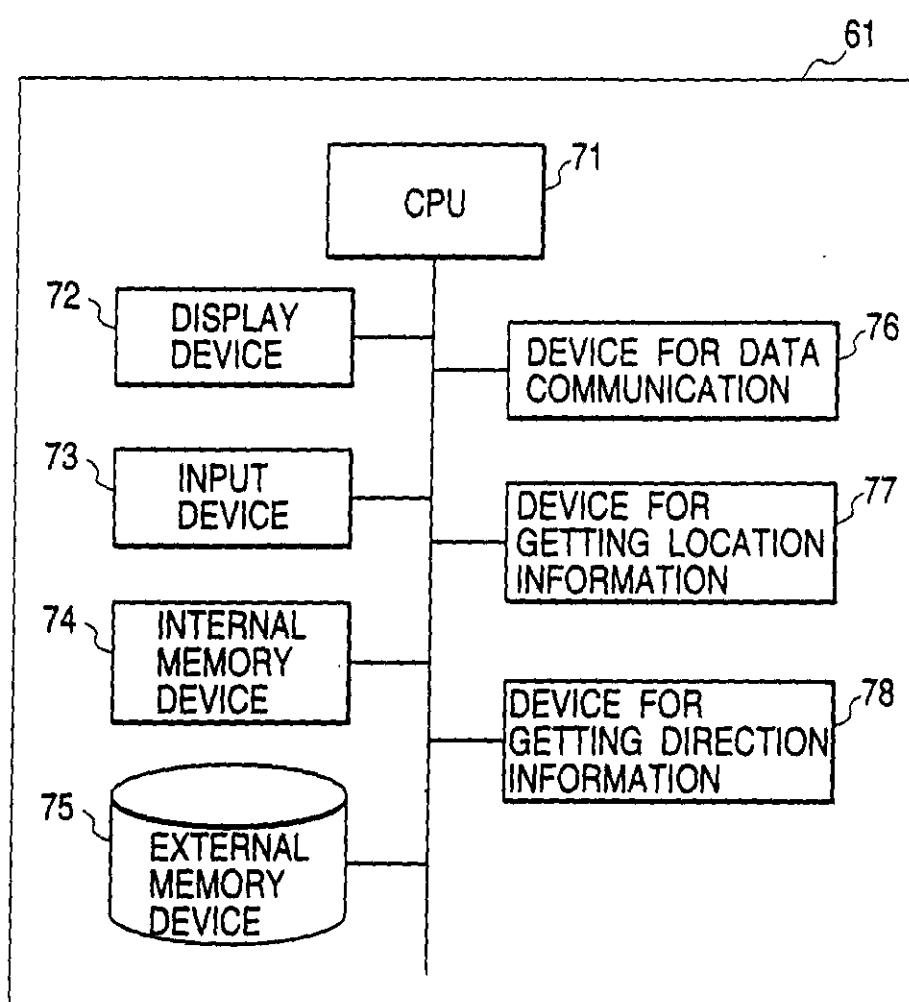 61
71
CPU
72
DISPLAY
DEVICE
76
DEVICE FOR DATA
COMMUNICATION
73
INPUT
DEVICE
77
DEVICE FOR
GETTING LOCATION
INFORMATION
74
INTERNAL
MEMORY
DEVICE
78
DEVICE FOR
GETTING DIRECTION
INFORMATION
75
EXTERNAL
MEMORY
DEVICE